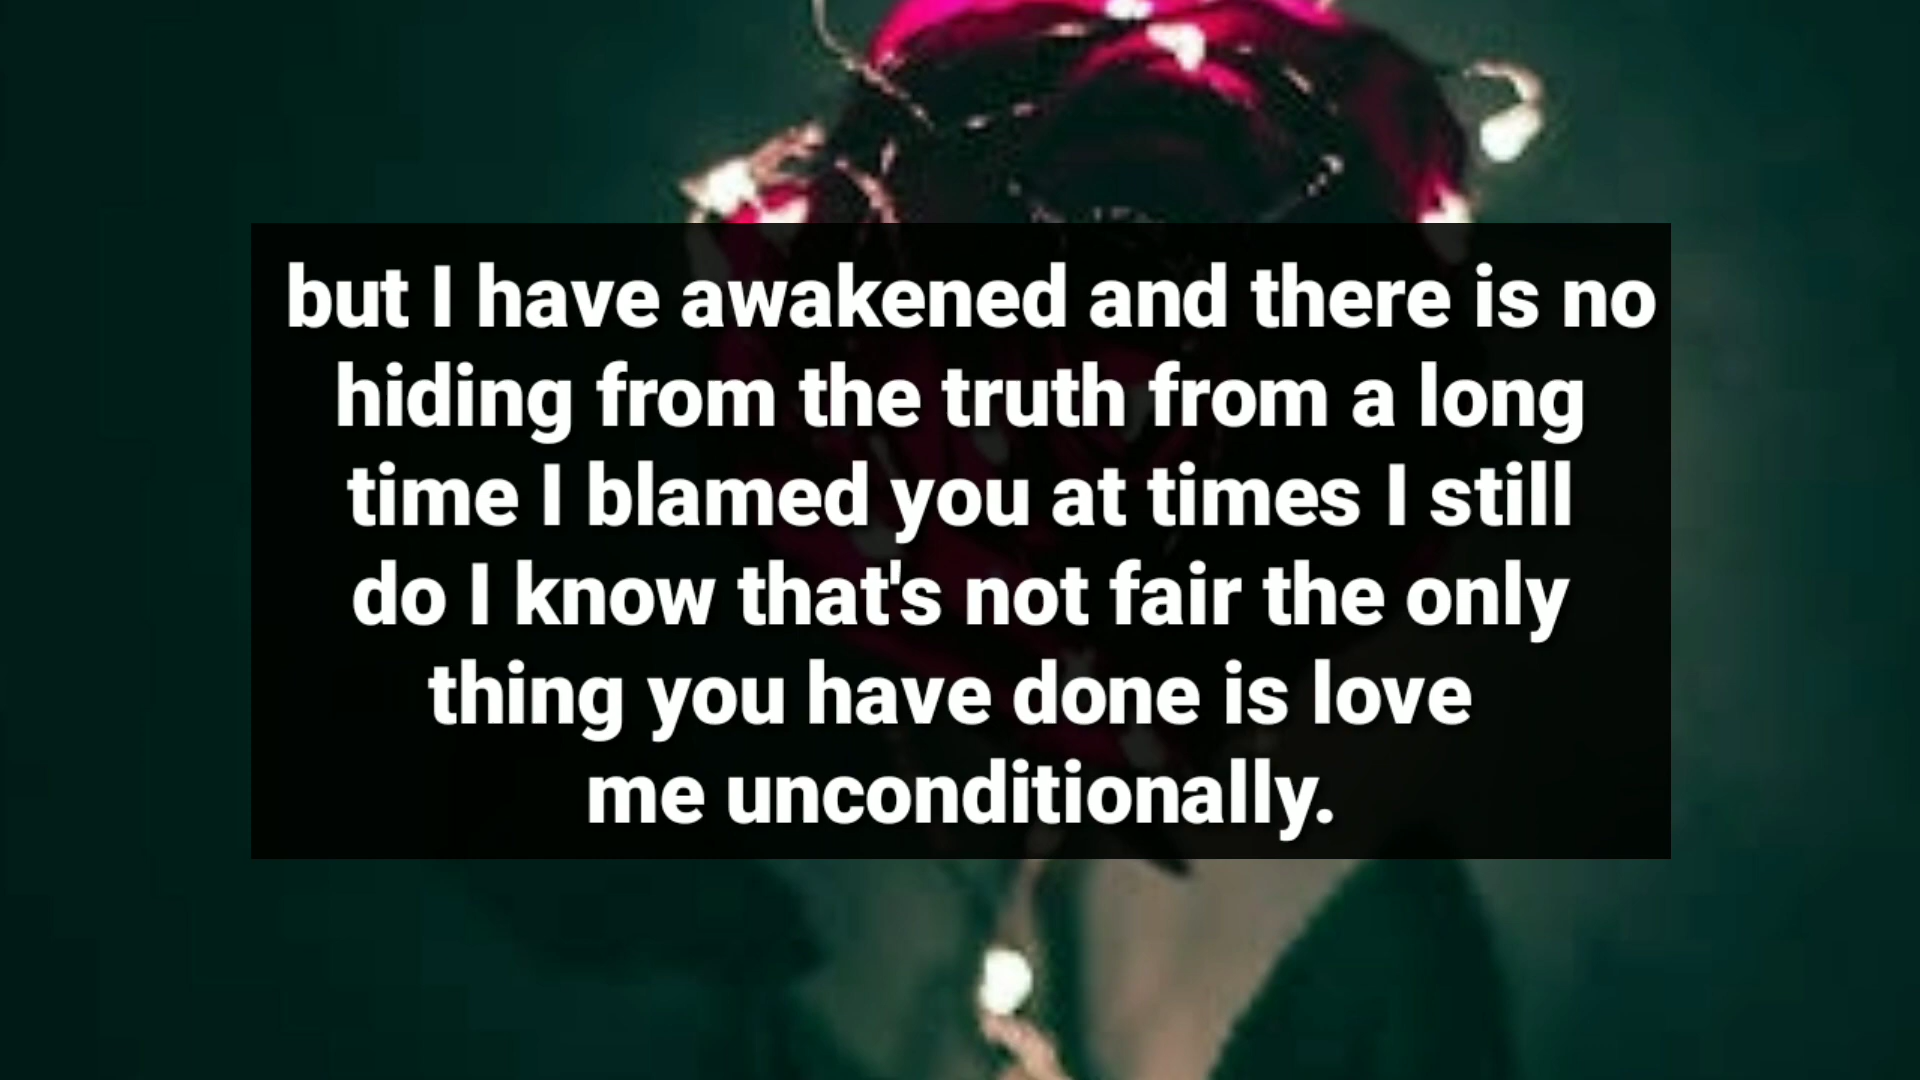 but I have awakened and there is no
hiding from the truth from a long
time I blamed you at times I still
do I know that's not fair the only
thing you have done is love
me unconditionally.